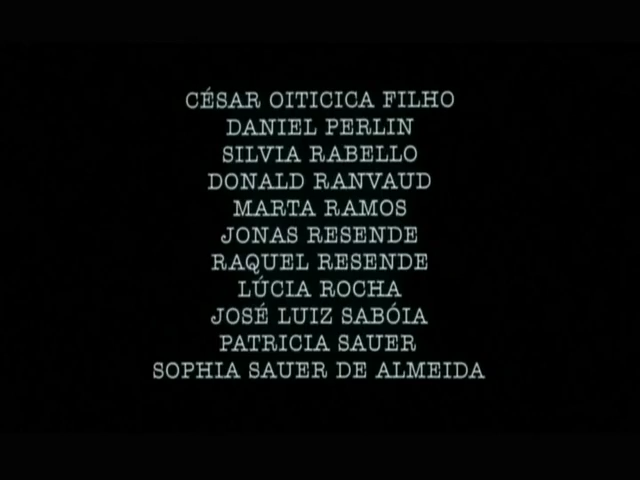 CÉSAR OITICICA FILHO
DANIEL PERLIN
SILVIA RABELLO
DONALD RANVAUD
MARTA RAMOS
JONAS RESENDE
RAQUEL RESENDE
LÚCIA ROCHA
JOSÉ LUIZ SABÓIA
PATRICIA SAUER
SOPHIA SAUER DE ALMEIDA